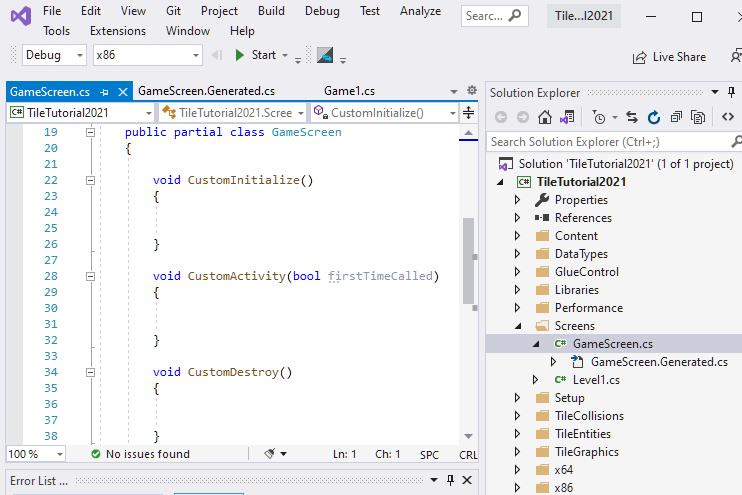 File Edit View Git Project Build Debug Test Analyze
Tools Extensions Window Help
Searc...
Tile...l2021
Debug x86 Start
Live Share
GameScreen.cs GameScreen.Generated.cs Game1.cs
TileTutorial2021 TileTutorial2021.Scree CustomInitialize()
19 public partial class GameScreen
20 {
21
22 void CustomInitialize()
23 {
24
25
26 }
27
28 void CustomActivity(bool firstTimeCalled)
29 {
30
31
32 }
33
34 void CustomDestroy()
35 {
36
37
38 }
100 % No issues found Ln: 1 Ch: 1 SPC CRL
Error List ...
Solution Explorer
Search Solution Explorer (Ctrl+;)
Solution 'TileTutorial2021' (1 of 1 project)
C# TileTutorial2021
Properties
References
Content
DataTypes
GlueControl
Libraries
Performance
Screens
C# GameScreen.cs
GameScreen.Generated.cs
C# Level1.cs
Setup
TileCollisions
TileEntities
TileGraphics
x64
x86